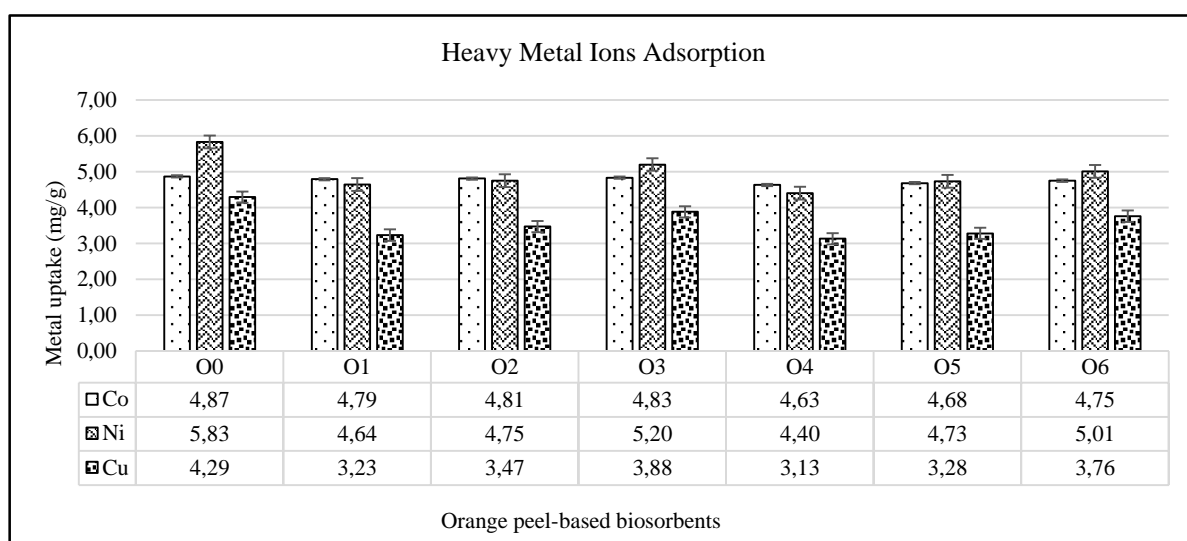 Heavy Metal Ions Adsorption
Metal uptake (mg/g)
7,00
6,00
5,00
4,00
3,00
2,00
1,00
0,00
O0 O1 O2 O3 O4 O5 O6
Co 4,87 4,79 4,81 4,83 4,63 4,68 4,75
Ni 5,83 4,64 4,75 5,20 4,40 4,73 5,01
Cu 4,29 3,23 3,47 3,88 3,13 3,28 3,76
Orange peel-based biosorbents